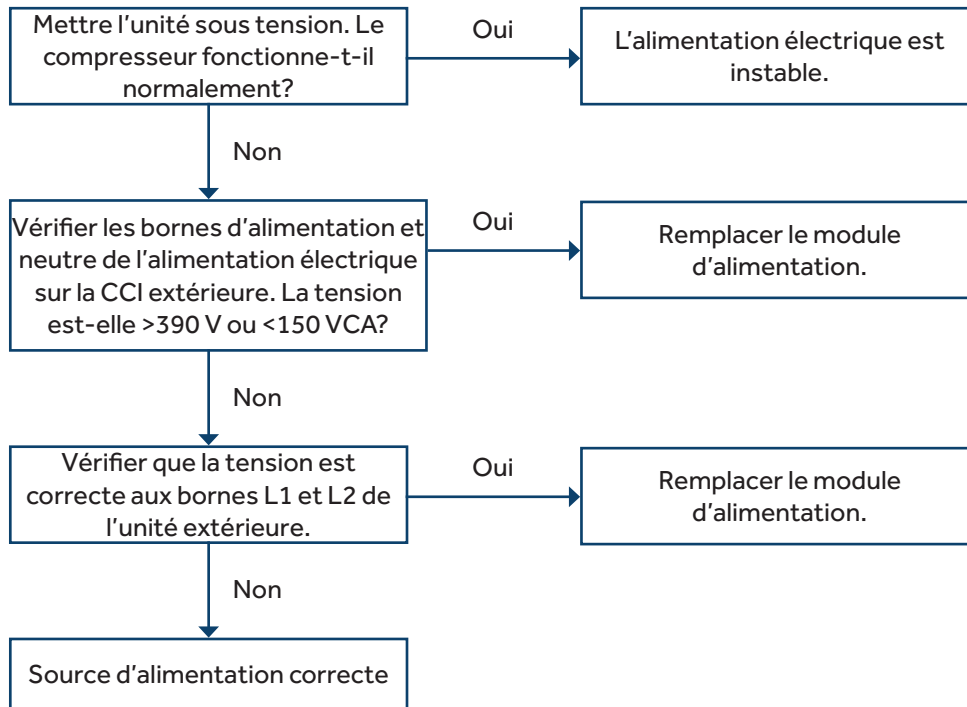 Mettre l'unité sous tension. Le
compresseur fonctionne-t-il
normalement?
Oui
L'alimentation électrique est
instable.
Non
Vérifier les bornes d'alimentation et
neutre de l'alimentation électrique
sur la CCI extérieure. La tension
est-elle >390 V ou <150 VCA?
Oui
Remplacer le module
d'alimentation.
Non
Vérifier que la tension est
correcte aux bornes L1 et L2 de
l'unité extérieure.
Oui
Remplacer le module
d'alimentation.
Non
Source d'alimentation correcte